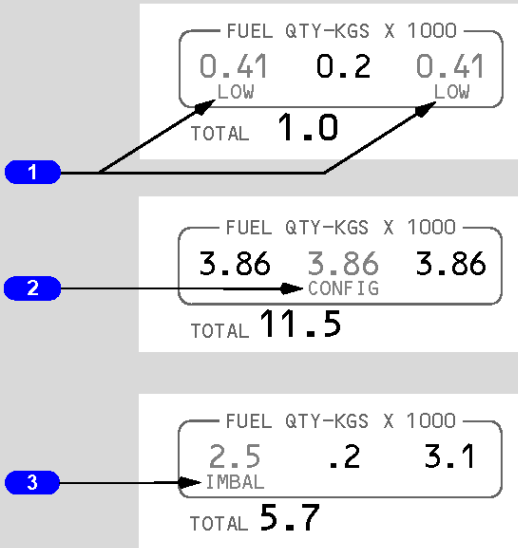 FUEL QTY-KGS X 1000
0.41 0.2 0.41
LOW LOW
TOTAL 1.0
1
FUEL QTY-KGS X 1000
3.86 3.86 3.86
2 CONFIG
TOTAL 11.5
FUEL QTY-KGS X 1000
2.5 .2 3.1
3 IMBAL
TOTAL 5.7